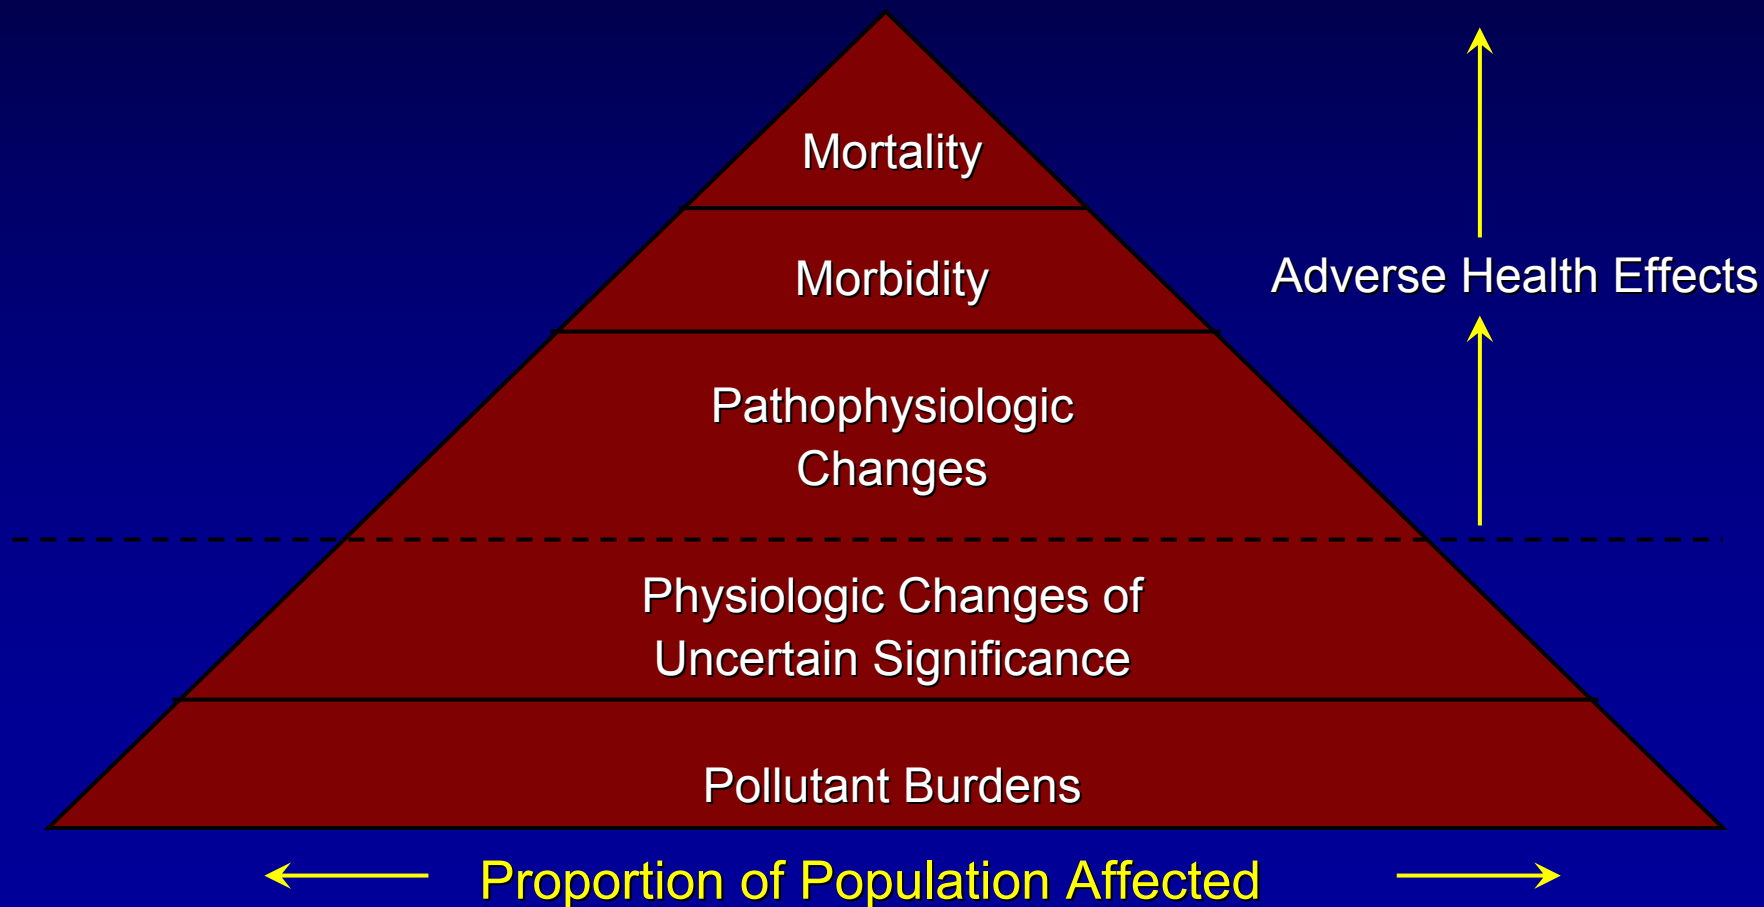 Mortality
Morbidity
Adverse Health Effects
Pathophysiologic
Changes
Physiologic Changes of
Uncertain Significance
Pollutant Burdens
Proportion of Population Affected